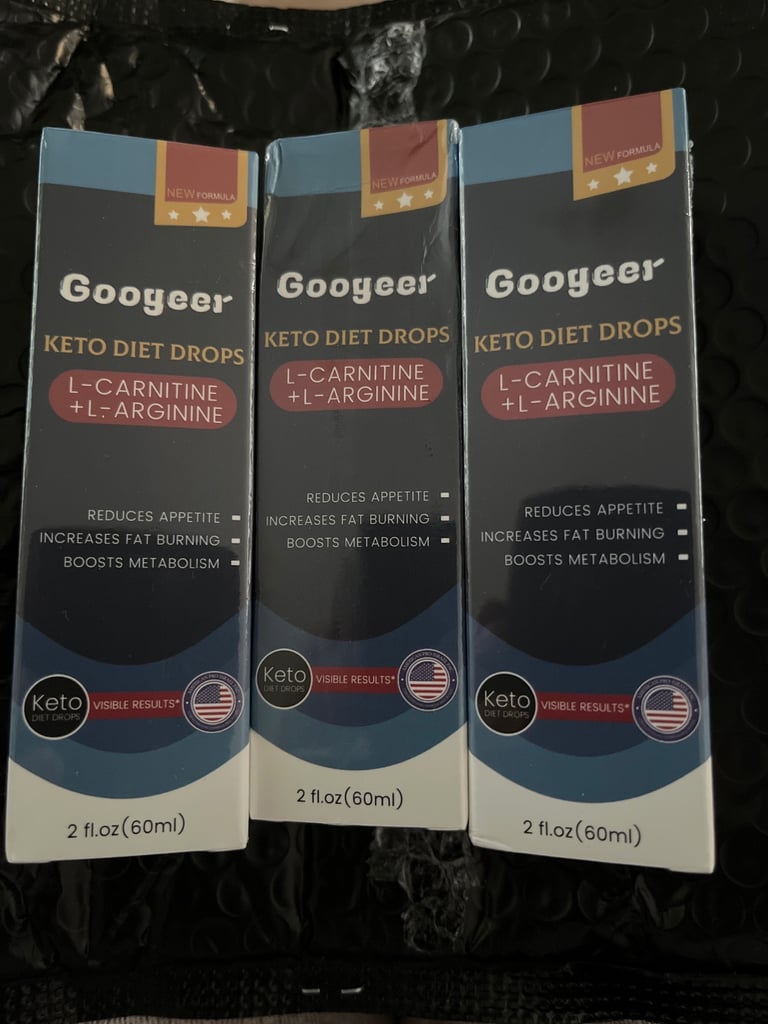 NEW FORMULA
Googeer
KETO DIET DROPS
L-CARNITINE
+L-ARGININE
REDUCES APPETITE
INCREASES FAT BURNING
BOOSTS METABOLISM
Keto
DIET DROPS
VISIBLE RESULTS*
2 fl.oz(60ml)
NEW FORMULA
Googeer
KETO DIET DROPS
L-CARNITINE
+L-ARGININE
REDUCES APPETITE
INCREASES FAT BURNING
BOOSTS METABOLISM
Keto
DIET DROPS
VISIBLE RESULTS*
2 fl.oz(60ml)
NEW FORMULA
Googeer
KETO DIET DROPS
L-CARNITINE
+L-ARGININE
REDUCES APPETITE
INCREASES FAT BURNING
BOOSTS METABOLISM
Keto
DIET DROPS
VISIBLE RESULTS*
2 fl.oz(60ml)